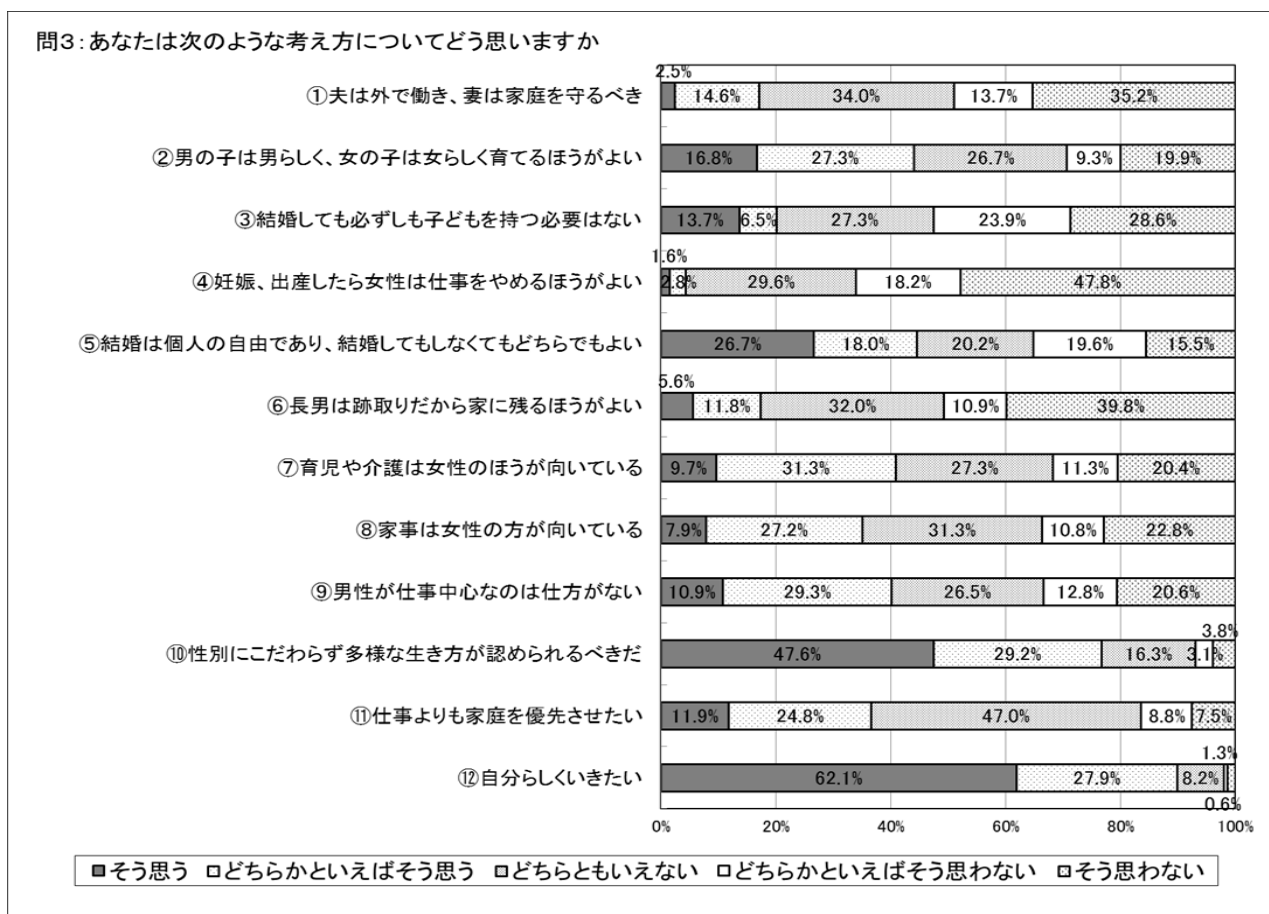 問3:あなたは次のような考え方についてどう思いますか
2.5%
①夫は外で働き、妻は家庭を守るべき 14.6% 34.0% 13.7% 35.2%
②男の子は男らしく、女の子は女らしく育てるほうがよい 16.8% 27.3% 26.7% 9.3% 19.9%
③結婚しても必ずしも子どもを持つ必要はない 13.7% 6.5% 27.3% 23.9% 28.6%
1.6%
④妊娠、出産したら女性は仕事をやめるほうがよい 2.8% 29.6% 18.2% 47.8%
⑤結婚は個人の自由であり、結婚してもしなくてもどちらでもよい 26.7% 18.0% 20.2% 19.6% 15.5%
5.6%
⑥長男は跡取りだから家に残るほうがよい 11.8% 32.0% 10.9% 39.8%
⑦育児や介護は女性のほうが向いている 9.7% 31.3% 27.3% 11.3% 20.4%
⑧家事は女性の方が向いている 7.9% 27.2% 31.3% 10.8% 22.8%
⑨男性が仕事中心なのは仕方がない 10.9% 29.3% 26.5% 12.8% 20.6%
3.8%
⑩性別にこだわらず多様な生き方が認められるべきだ 47.6% 29.2% 16.3% 3.1%
⑪仕事よりも家庭を優先させたい 11.9% 24.8% 47.0% 8.8% 7.5%
1.3%
⑫自分らしくいきたい 62.1% 27.9% 8.2%
0.6%
0% 20% 40% 60% 80% 100%
そう思う どちらかといえばそう思う どちらともいえない どちらかといえばそう思わない そう思わない